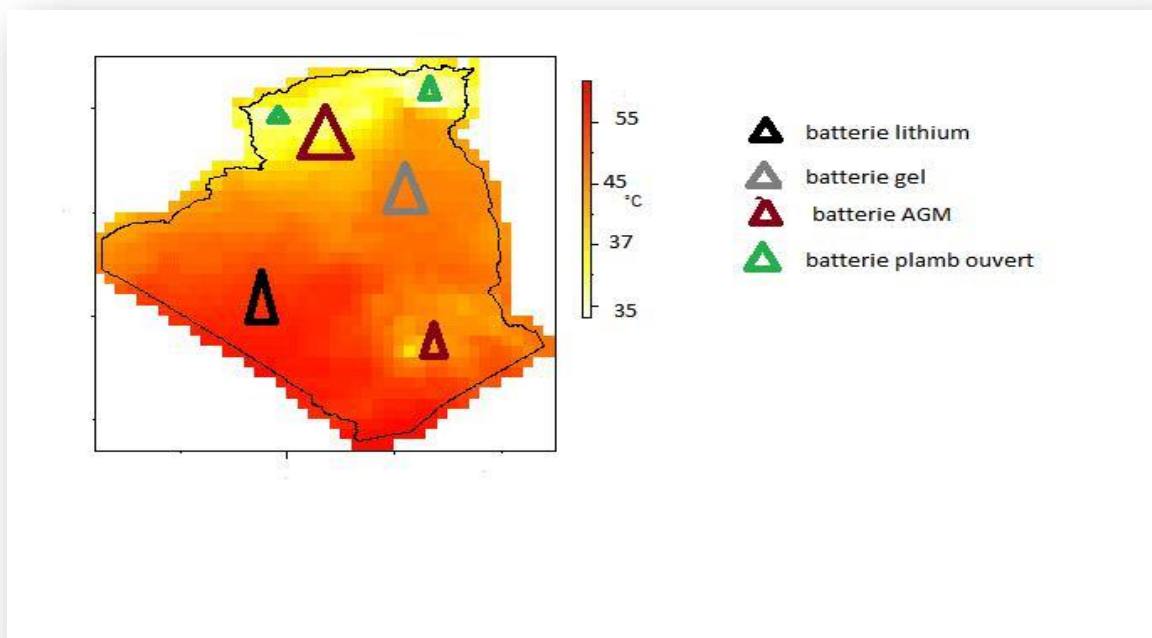 55
45
°C
37
35
batterie lithium
batterie gel
batterie AGM
batterie plamb ouvert